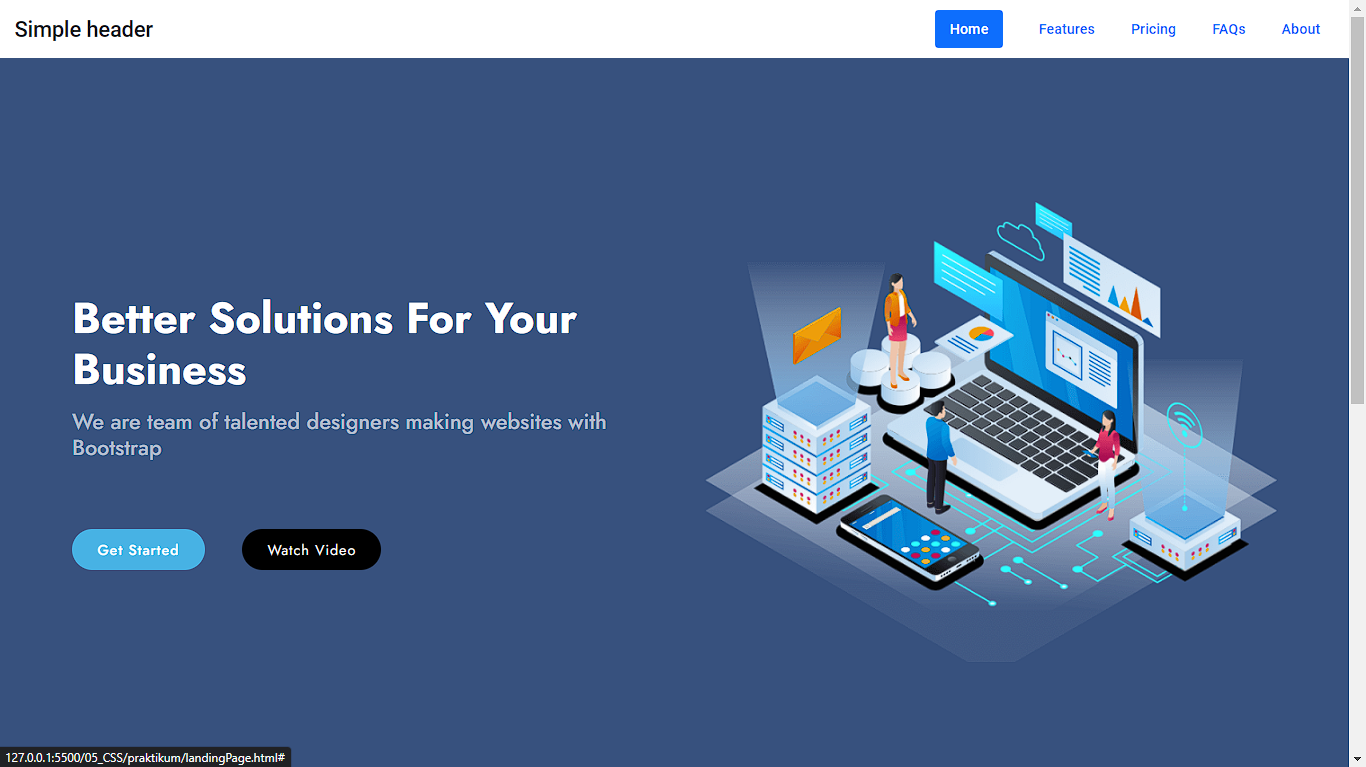 Simple header
Home
Features
Pricing
FAQs
About
Better Solutions For Your
Business
We are team of talented designers making websites with
Bootstrap
Get Started
Watch Video
127.0.0.1:5500/05_CSS/praktikum/landingPage.html#